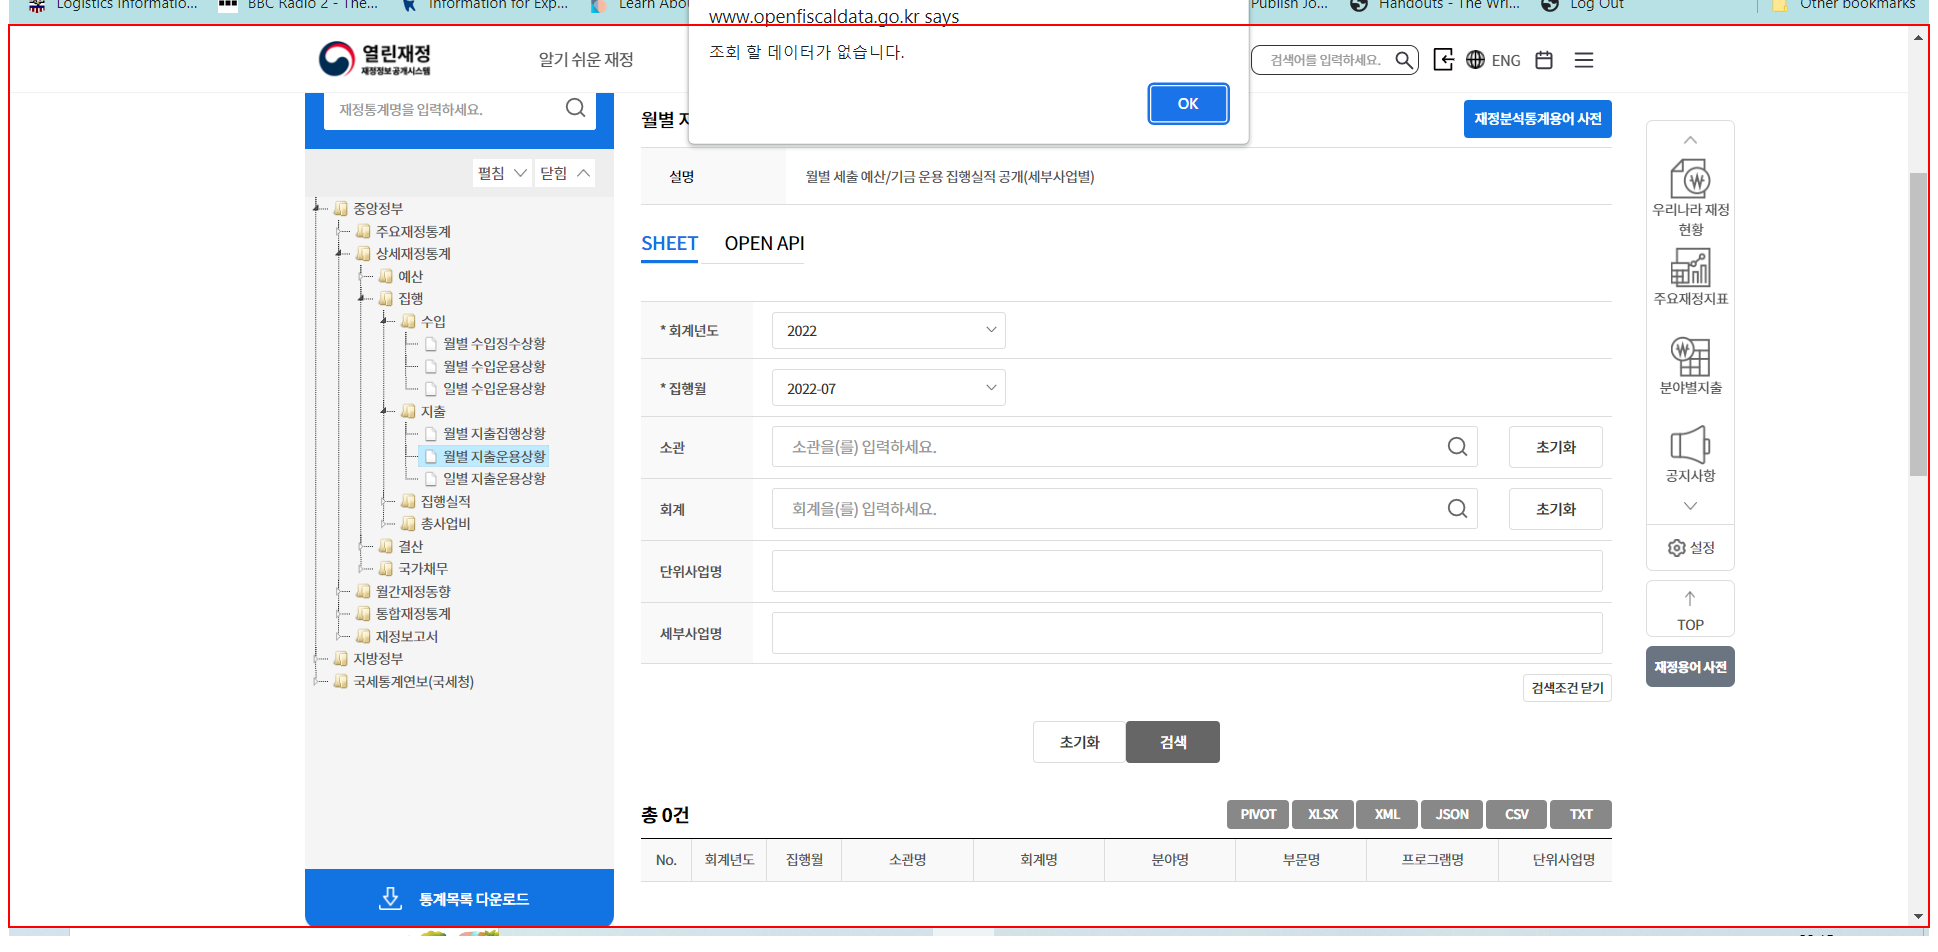 Logistics Informatio...
BBC Radio 2 - The...
Information for Exp...
Learn Abou
Publish Jo...
Handouts - The Wri...
Log Out
Other bookmarks
www.openfiscaldata.go.kr says
조회 할 데이터가 없습니다.
OK
열린재정
재정정보공개시스템
알기 쉬운 재정
검색어를 입력하세요.
ENG
재정통계명을 입력하세요.
펼침
닫힘
중앙정부
주요재정통계
상세재정통계
예산
집행
수입
월별 수입징수상황
월별 수입운용상황
일별 수입운용상황
지출
월별 지출집행상황
월별 지출운용상황
일별 지출운용상황
집행실적
총사업비
결산
국가채무
월간재정동향
통합재정통계
재정보고서
지방정부
국세통계연보(국세청)
통계목록 다운로드
월별 지
재정분석통계용어 사전
설명
월별 세출 예산/기금 운용 집행실적 공개(세부사업별)
SHEET
OPEN API
* 회계년도
2022
* 집행월
2022-07
소관
소관을(를) 입력하세요.
초기화
회계
회계을(를) 입력하세요.
초기화
단위사업명
세부사업명
검색조건 닫기
초기화
검색
총 0건
PIVOT
XLSX
XML
JSON
CSV
TXT
No.
회계년도
집행월
소관명
회계명
분야명
부문명
프로그램명
단위사업명
우리나라 재정
현황
주요재정지표
분야별지출
공지사항
설정
TOP
재정용어 사전